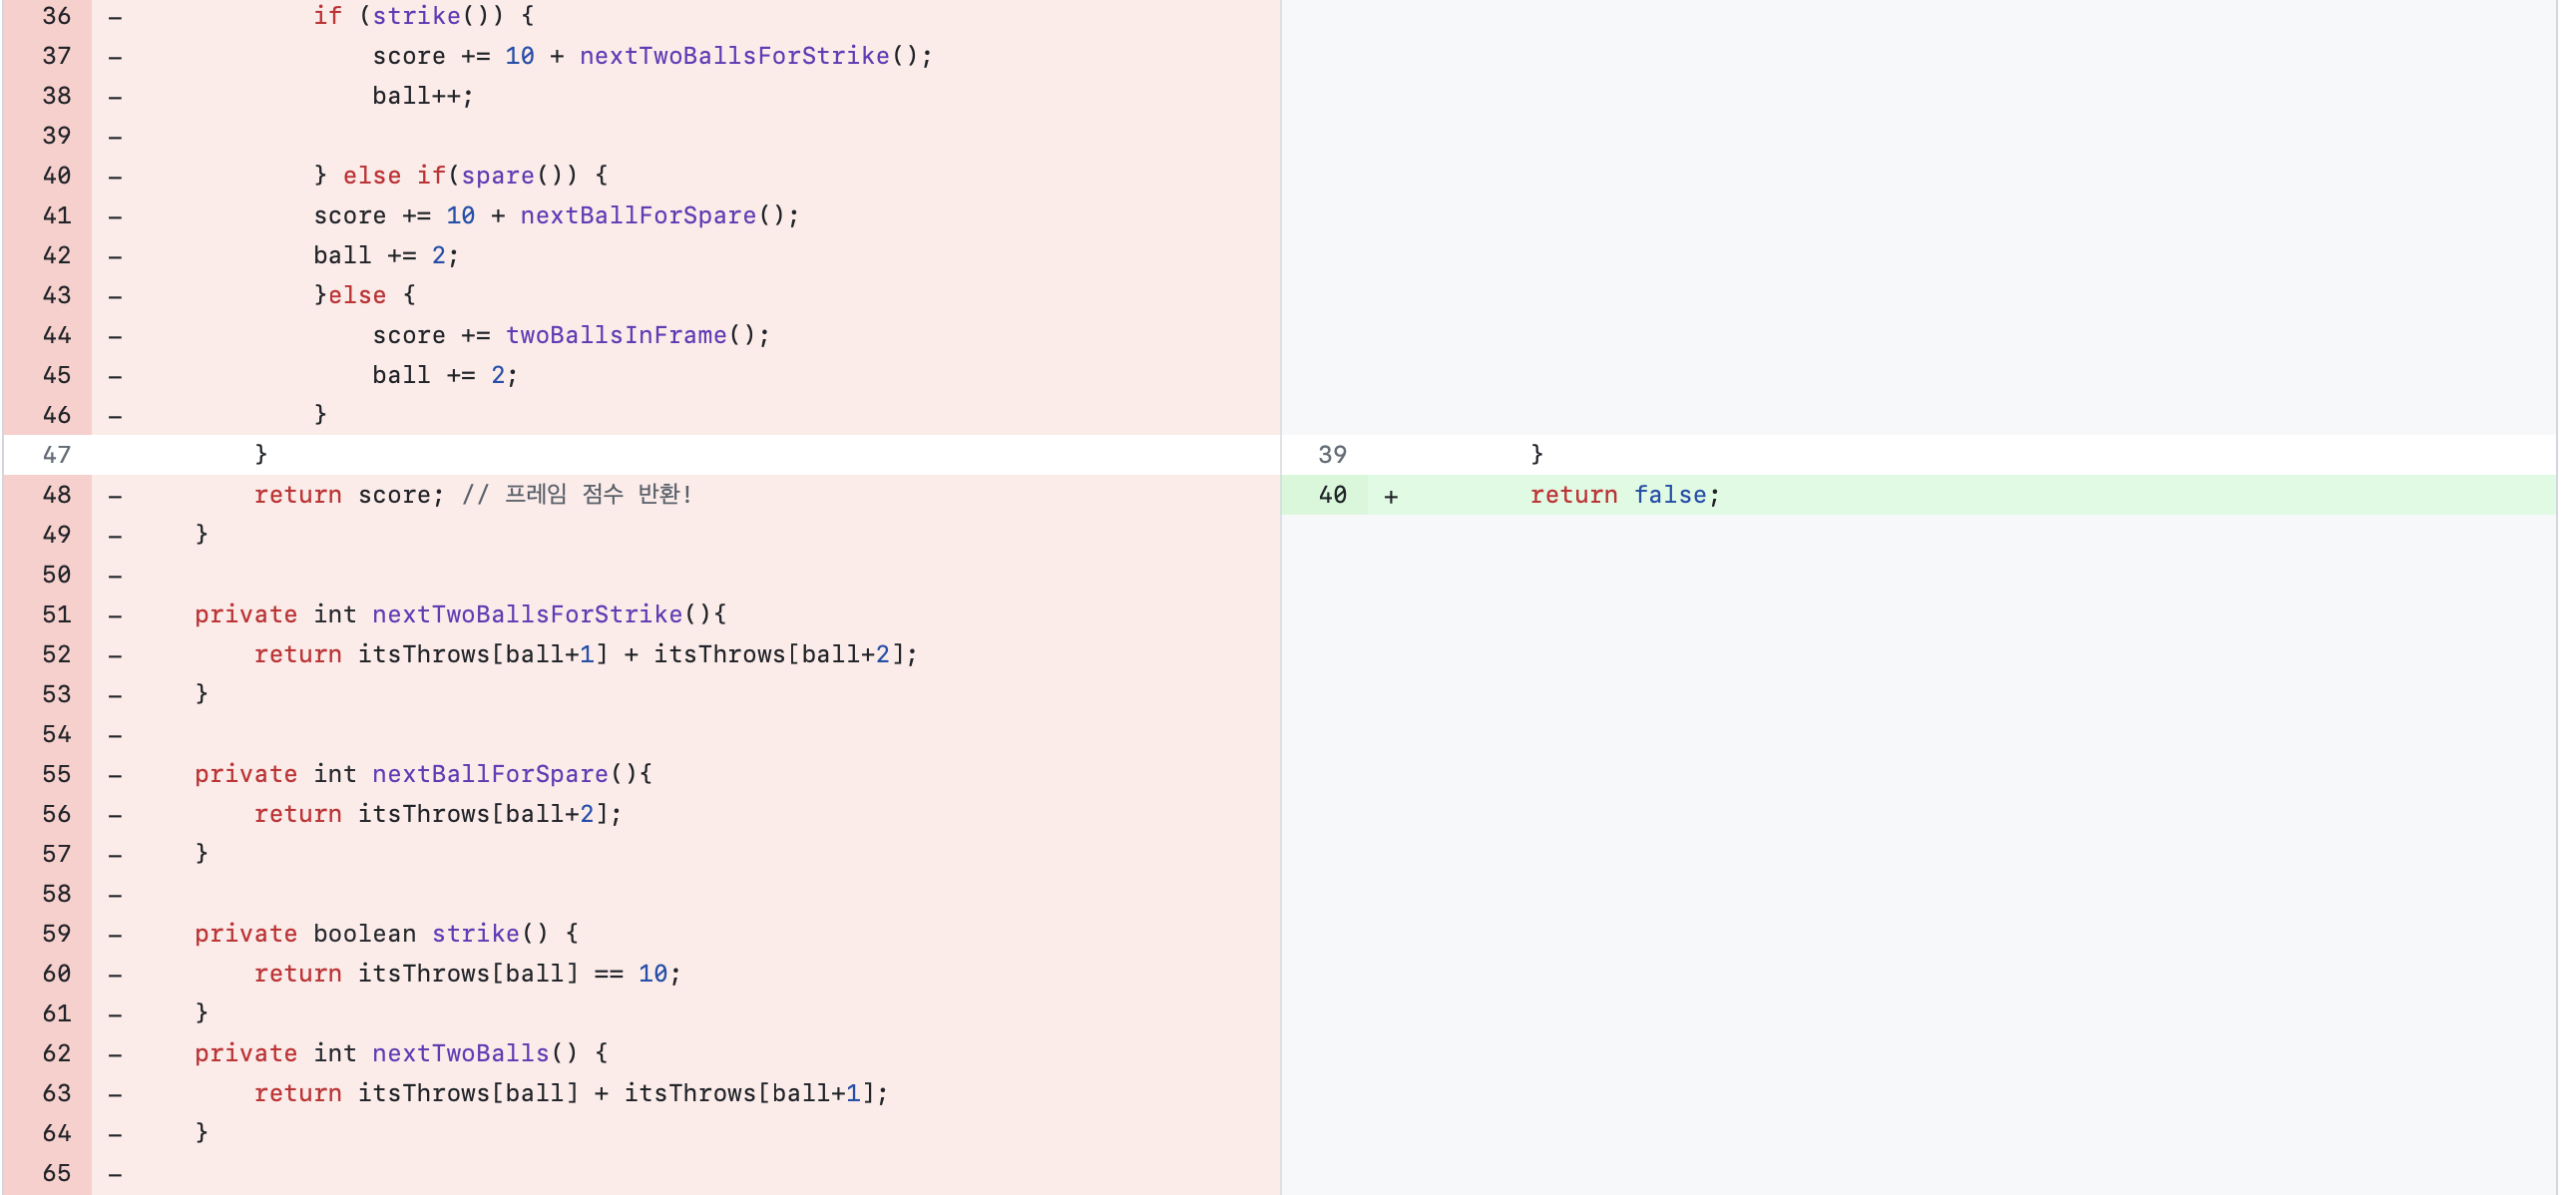 36 -             if (strike()) {
37 -                 score += 10 + nextTwoBallsForStrike();
38 -                 ball++;
39 -
40 -             } else if(spare()) {
41 -             score += 10 + nextBallForSpare();
42 -             ball += 2;
43 -             }else {
44 -                 score += twoBallsInFrame();
45 -                 ball += 2;
46 -             }
47           }
48 -         return score; // 프레임 점수 반환!
49 -     }
50 -
51 -     private int nextTwoBallsForStrike(){
52 -         return itsThrows[ball+1] + itsThrows[ball+2];
53 -     }
54 -
55 -     private int nextBallForSpare(){
56 -         return itsThrows[ball+2];
57 -     }
58 -
59 -     private boolean strike() {
60 -         return itsThrows[ball] == 10;
61 -     }
62 -     private int nextTwoBalls() {
63 -         return itsThrows[ball] + itsThrows[ball+1];
64 -     }
65 -
39           }
40 +         return false;